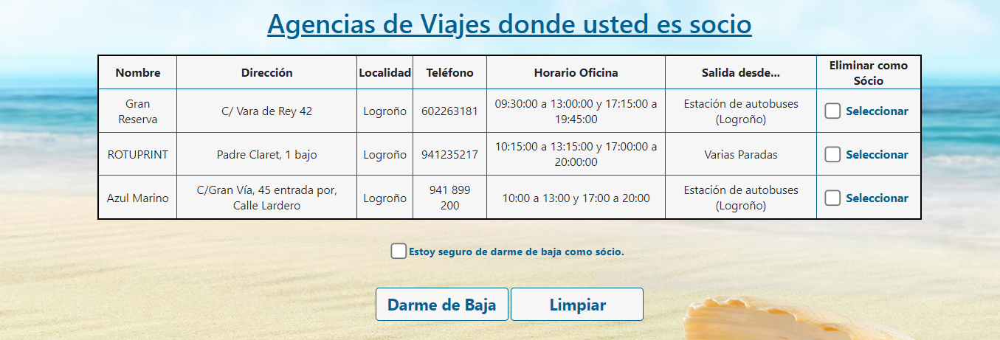 Agencias de Viajes donde usted es socio
Nombre Dirección Localidad Teléfono Horario Oficina Salida desde... Eliminar como
Sócio
Gran
Reserva C/ Vara de Rey 42 Logroño 602263181 09:30:00 a 13:00:00 y 17:15:00 a
19:45:00 Estación de autobuses
(Logroño) Seleccionar
ROTUPRINT Padre Claret, 1 bajo Logroño 941235217 10:15:00 a 13:15:00 y 17:00:00 a
20:00:00 Varias Paradas Seleccionar
Azul Marino C/Gran Vía, 45 entrada por,
Calle Lardero Logroño 941 899
200 10:00 a 13:00 y 17:00 a 20:00 Estación de autobuses
(Logroño) Seleccionar
Estoy seguro de darme de baja como sócio.
Darme de Baja Limpiar